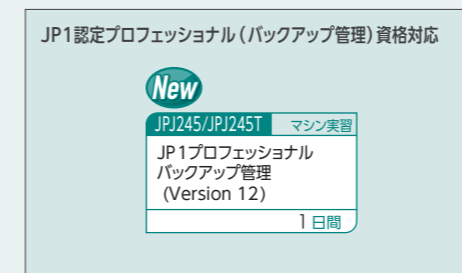 JP1認定プロフェッショナル（バックアップ管理）資格対応
New
JPJ245/JPJ245T マシン実習
JP1プロフェッショナル
バックアップ管理
(Version 12)
1日間